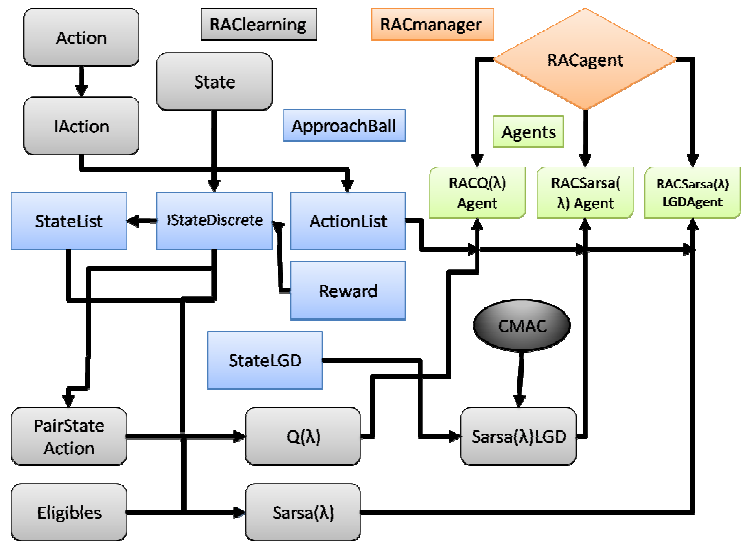 Action
RAClearning
RACmanager
RACagent
State
IAction
ApproachBall
Agents
RACQ(λ)
Agent
RACSarsa(
λ) Agent
RACSarsa(λ)
LGDAgent
StateList
IStateDiscrete
ActionList
Reward
CMAC
StateLGD
PairState
Action
Q(λ)
Sarsa(λ)LGD
Eligibles
Sarsa(λ)